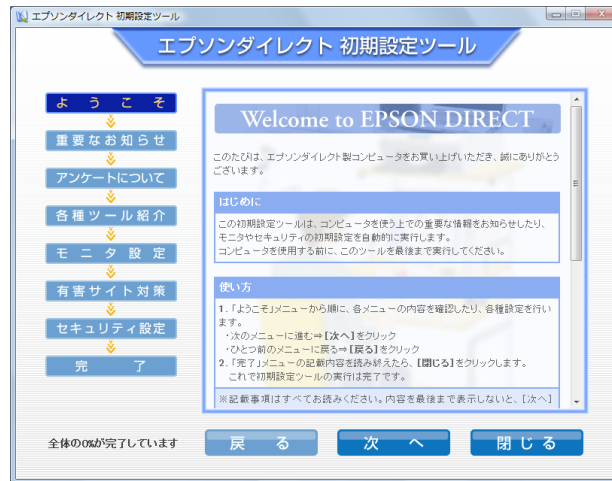 エプソンダイレクト 初期設定ツール
エプソンダイレクト 初期設定ツール
ようこそ
重要なお知らせ
アンケートについて
各種ツール紹介
モニタ設定
有害サイト対策
セキュリティ設定
完了
Welcome to EPSON DIRECT
このたびは、エプソンダイレクト製コンピュータをお買い上げいただき、誠にありがとう
ございます。
はじめに
この初期設定ツールは、コンピュータを使う上での重要な情報をお知らせしたり、
モニタやセキュリティの初期設定を自動的に実行します。
コンピュータを使用する前に、このツールを最後まで実行してください。
使い方
1.「ようこそ」メニューから順に、各メニューの内容を確認したり、各種設定を行い
ます。
・次のメニューに進む⇒[次へ]をクリック
・ひとつ前のメニューに戻る⇒[戻る]をクリック
2.「完了」メニューの記載内容を読み終えたら、[閉じる]をクリックします。
これで初期設定ツールの実行は完了です。
※記載事項はすべてお読みください。内容を最後まで表示しないと、[次へ]
全体の0%が完了しています
戻る
次へ
閉じる